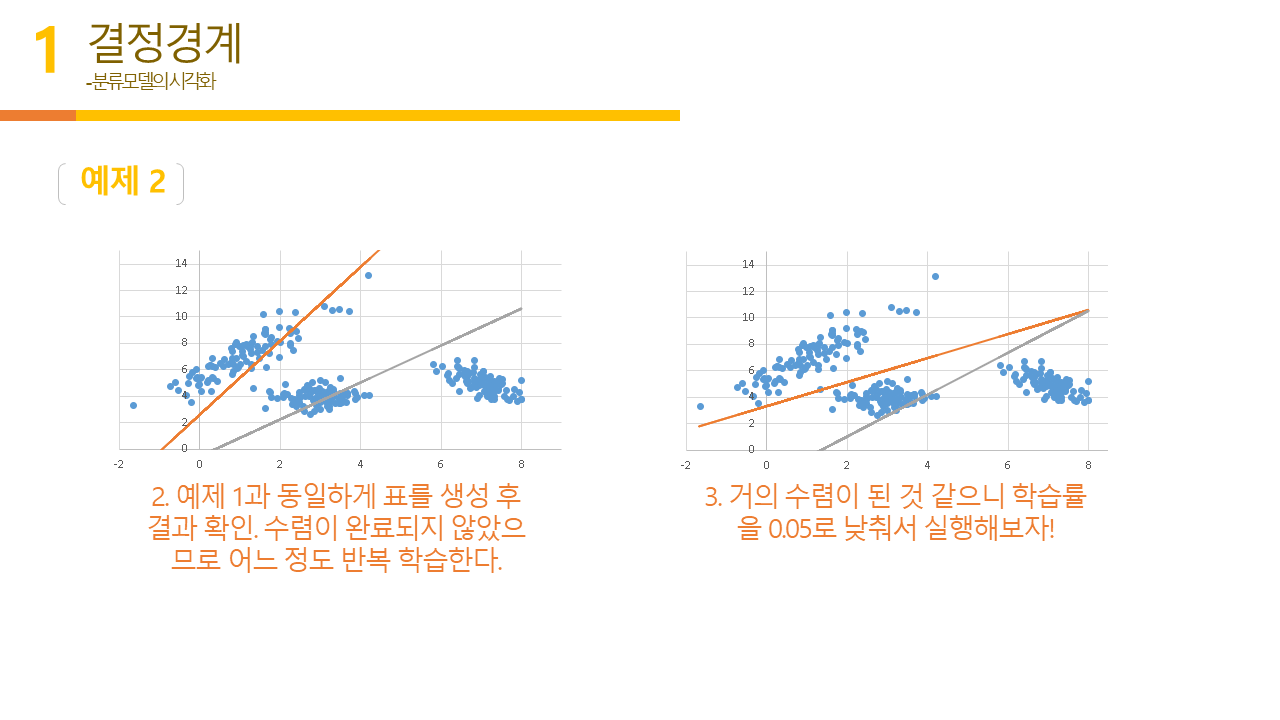 1
결정경계
-분류모델의시각화
예제 2
14
12
10
8
6
4
2
0
-2 0 2 4 6 8
14
12
10
8
6
4
2
0
-2 0 2 4 6 8
2. 예제 1과 동일하게 표를 생성 후
결과 확인. 수렴이 완료되지 않았으
므로 어느 정도 반복 학습한다.
3. 거의 수렴이 된 것 같으니 학습률
을 0.05로 낮춰서 실행해보자!